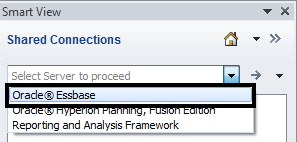 Smart View
Shared Connections
Select Server to proceed
Oracle® Essbase
Oracle® Hyperion Planning, Fusion Edition
Reporting and Analysis Framework